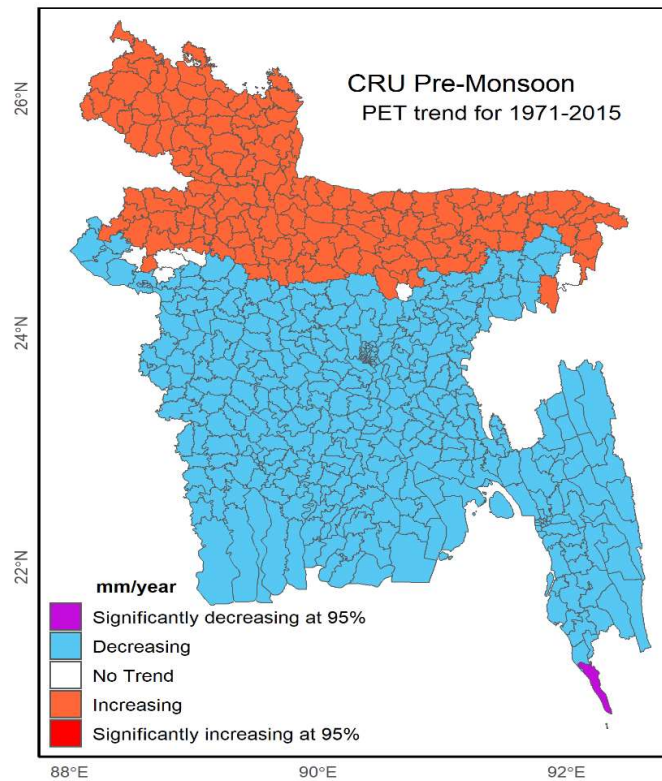 CRU Pre-Monsoon
PET trend for 1971-2015
26°N
24°N
22°N
mm/year
Significantly decreasing at 95%
Decreasing
No Trend
Increasing
Significantly increasing at 95%
88°E
90°E
92°E